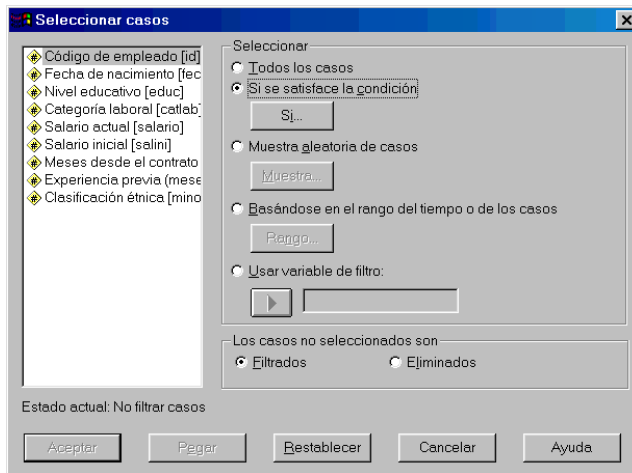 Seleccionar casos
Código de empleado [id]
Fecha de nacimiento [fec
Nivel educativo [educ]
Categoría laboral [catlab]
Salario actual [salario]
Salario inicial [salini]
Meses desde el contrato
Experiencia previa (mese
Clasificación étnica [mino
Seleccionar
Todos los casos
Si se satisface la condición
Si...
Muestra aleatoria de casos
Muestra...
Basándose en el rango del tiempo o de los casos
Rango...
Usar variable de filtro:
Los casos no seleccionados son
Filtrados
Eliminados
Estado actual: No filtrar casos
Aceptar
Pegar
Restablecer
Cancelar
Ayuda